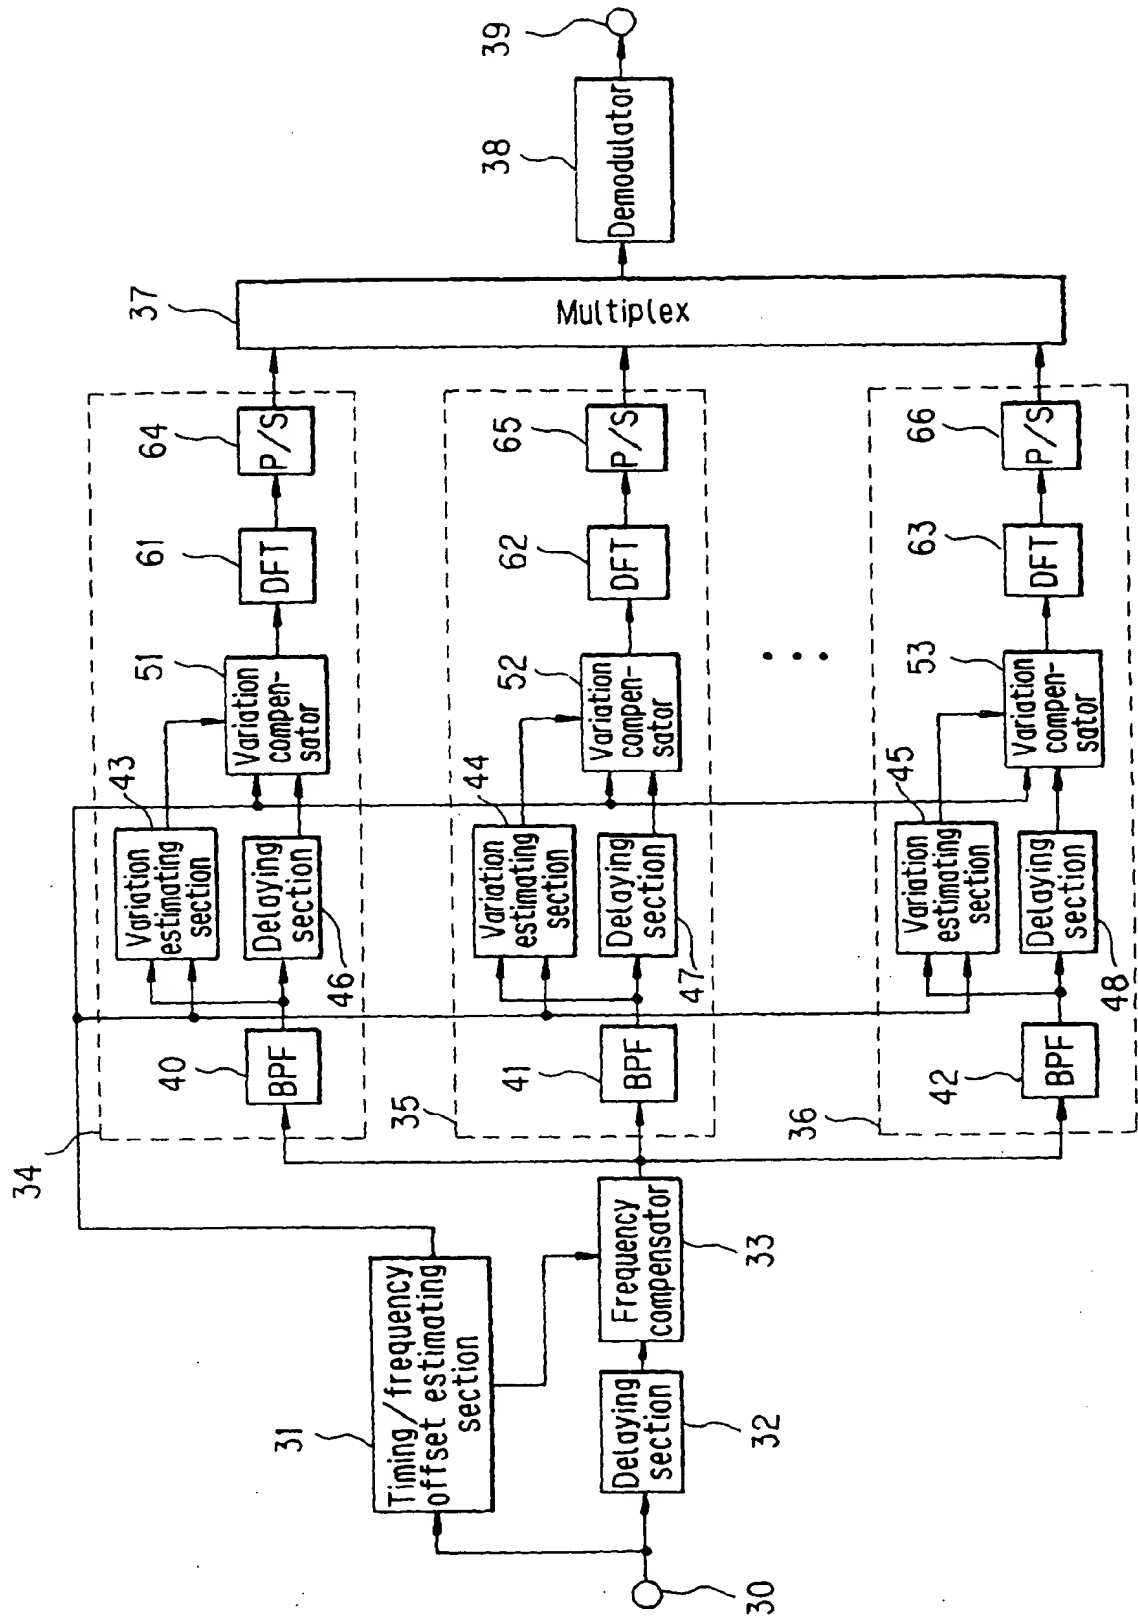 30
31
Timing/frequency
offset estimating
section
32
Delaying
section
33
Frequency
compensator
34
40
BPF
43
Variation
estimating
section
46
Delaying
section
51
Variation
compen-
sator
61
DFT
64
P/S
35
41
BPF
44
Variation
estimating
section
47
Delaying
section
52
Variation
compen-
sator
62
DFT
65
P/S
36
42
BPF
45
Variation
estimating
section
48
Delaying
section
53
Variation
compen-
sator
63
DFT
66
P/S
37
Multiplex
38
Demodulator
39